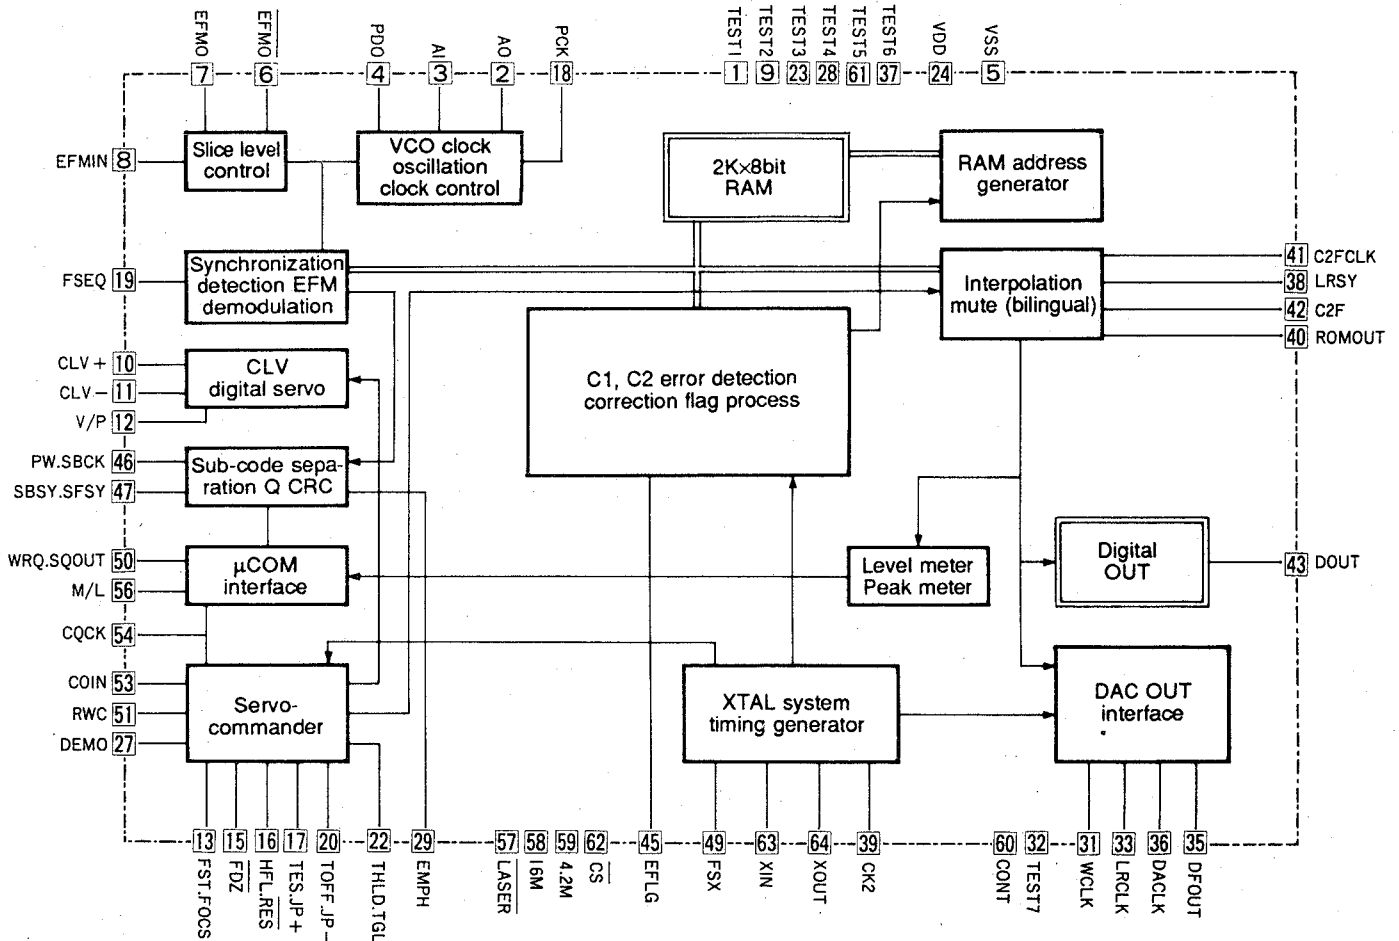 EFMO
EFMO
PDO
AI
AO
PCK
TEST1
TEST2
TEST3
TEST4
TEST5
TEST6
VDD
VSS
7
6
4
3
2
18
1
9
23
28
61
37
24
5
EFMIN 8
Slice level
control
VCO clock
oscillation
clock control
2K×8bit
RAM
RAM address
generator
FSEQ 19
Synchronization
detection EFM
demodulation
Interpolation
mute (bilingual)
41 C2FCLK
38 LRSY
42 C2F
40 ROMOUT
CLV+ 10
CLV- 11
V/P 12
CLV
digital servo
C1, C2 error detection
correction flag process
PW.SBCK 46
SBSY.SFSY 47
Sub-code sepa-
ration Q CRC
WRQ.SQOUT 50
M/L 56
μCOM
interface
Level meter
Peak meter
Digital
OUT
43 DOUT
CQCK 54
COIN 53
RWC 51
DEMO 27
Servo-
commander
XTAL system
timing generator
DAC OUT
interface
13
15
16
17
20
22
29
57
58
59
62
45
49
63
64
39
60
32
31
33
36
35
FST.FOCS
FDZ
HFL.RES
TES.JP+
TOFF.JP-
THLD.TGL
EMPH
LASER
16M
4.2M
CS
EFLG
FSX
XIN
XOUT
CK2
CONT
TEST7
WCLK
LRCLK
DACLK
DFOUT